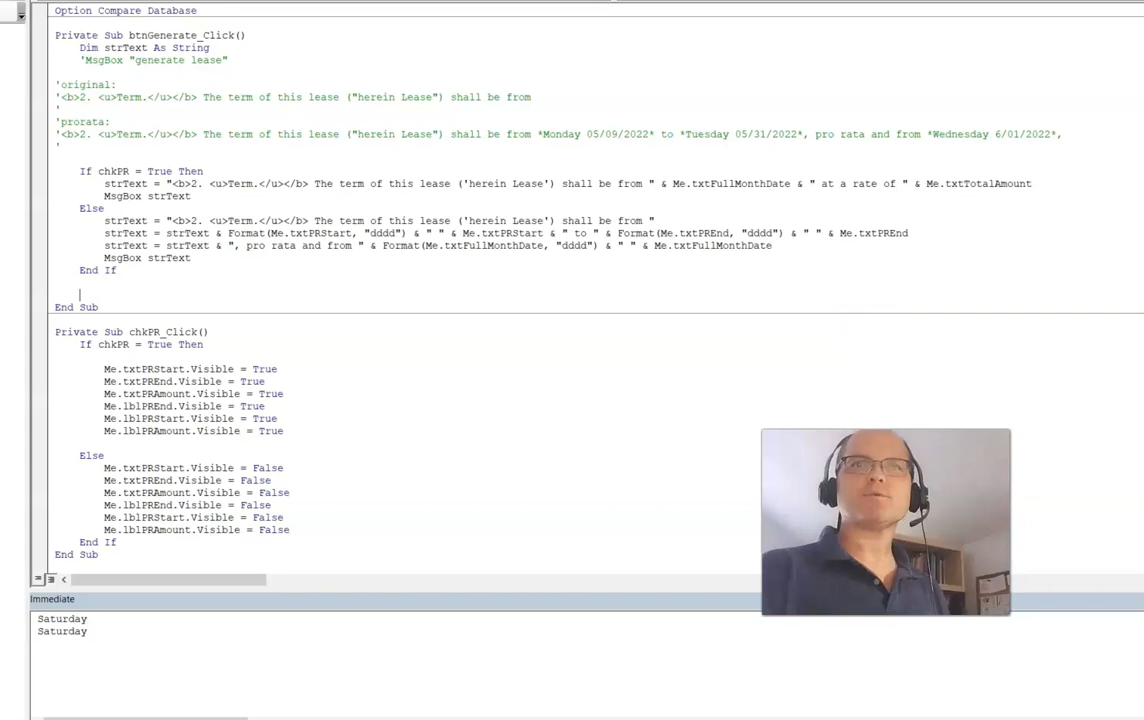 Option Compare Database
Private Sub btnGenerate_Click()
Dim strText As String
'MsgBox "generate lease"
'original:
'<b>2. <u>Term.</u></b> The term of this lease ("herein Lease") shall be from
'
'prorata:
'<b>2. <u>Term.</u></b> The term of this lease ("herein Lease") shall be from *Monday 05/09/2022* to *Tuesday 05/31/2022*, pro rata and from *Wednesday 6/01/2022*,
'
If chkPR = True Then
strText = "<b>2. <u>Term.</u></b> The term of this lease ('herein Lease') shall be from " & Me.txtFullMonthDate & " at a rate of " & Me.txtTotalAmount
MsgBox strText
Else
strText = "<b>2. <u>Term.</u></b> The term of this lease ('herein Lease') shall be from "
strText = strText & Format(Me.txtPRStart, "dddd") & " " & Me.txtPRStart & " to " & Format(Me.txtPREnd, "dddd") & " " & Me.txtPREnd
strText = strText & ", pro rata and from " & Format(Me.txtFullMonthDate, "dddd") & " " & Me.txtFullMonthDate
MsgBox strText
End If
End Sub
Private Sub chkPR_Click()
If chkPR = True Then
Me.txtPRStart.Visible = True
Me.txtPREnd.Visible = True
Me.txtPRAmount.Visible = True
Me.lblPREnd.Visible = True
Me.lblPRStart.Visible = True
Me.lblPRAmount.Visible = True
Else
Me.txtPRStart.Visible = False
Me.txtPREnd.Visible = False
Me.txtPRAmount.Visible = False
Me.lblPREnd.Visible = False
Me.lblPRStart.Visible = False
Me.lblPRAmount.Visible = False
End If
End Sub
Immediate
Saturday
Saturday